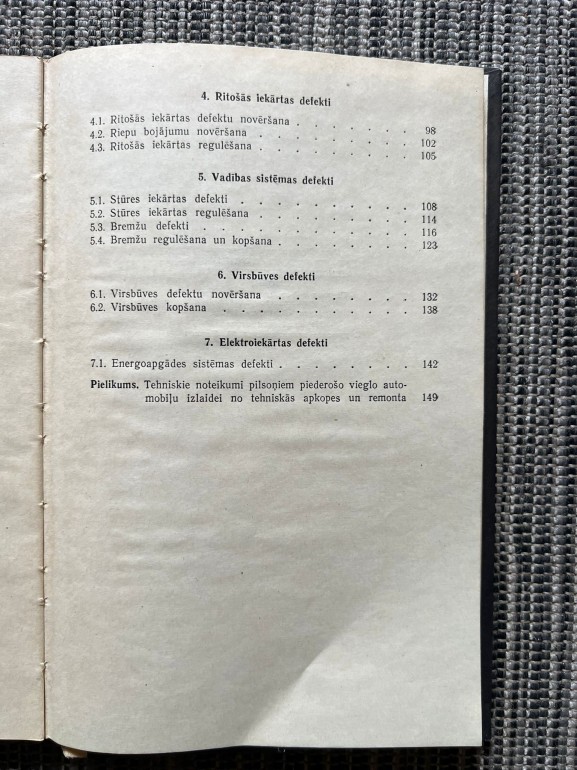 4. Ritošās iekārtas defekti
4.1. Ritošās iekārtas defektu novēršana . . . . . . . 98
4.2. Riepu bojājumu novēršana . . . . . . . . 102
4.3. Ritošās iekārtas regulēšana . . . . . . . . 105
5. Vadības sistēmas defekti
5.1. Stūres iekārtas defekti . . . . . . . . . 108
5.2. Stūres iekārtas regulēšana . . . . . . . . 114
5.3. Bremžu defekti . . . . . . . . . . 116
5.4. Bremžu regulēšana un kopšana . . . . . . . 123
6. Virsbūves defekti
6.1. Virsbūves defektu novēršana . . . . . . . 132
6.2. Virsbūves kopšana . . . . . . . . . 138
7. Elektroiekārtas defekti
7.1. Energoapgādes sistēmas defekti . . . . . . . 142
Pielikums. Tehniskie noteikumi pilsoņiem piederošo vieglo auto-
mobiļu izlaidei no tehniskās apkopes un remonta 149